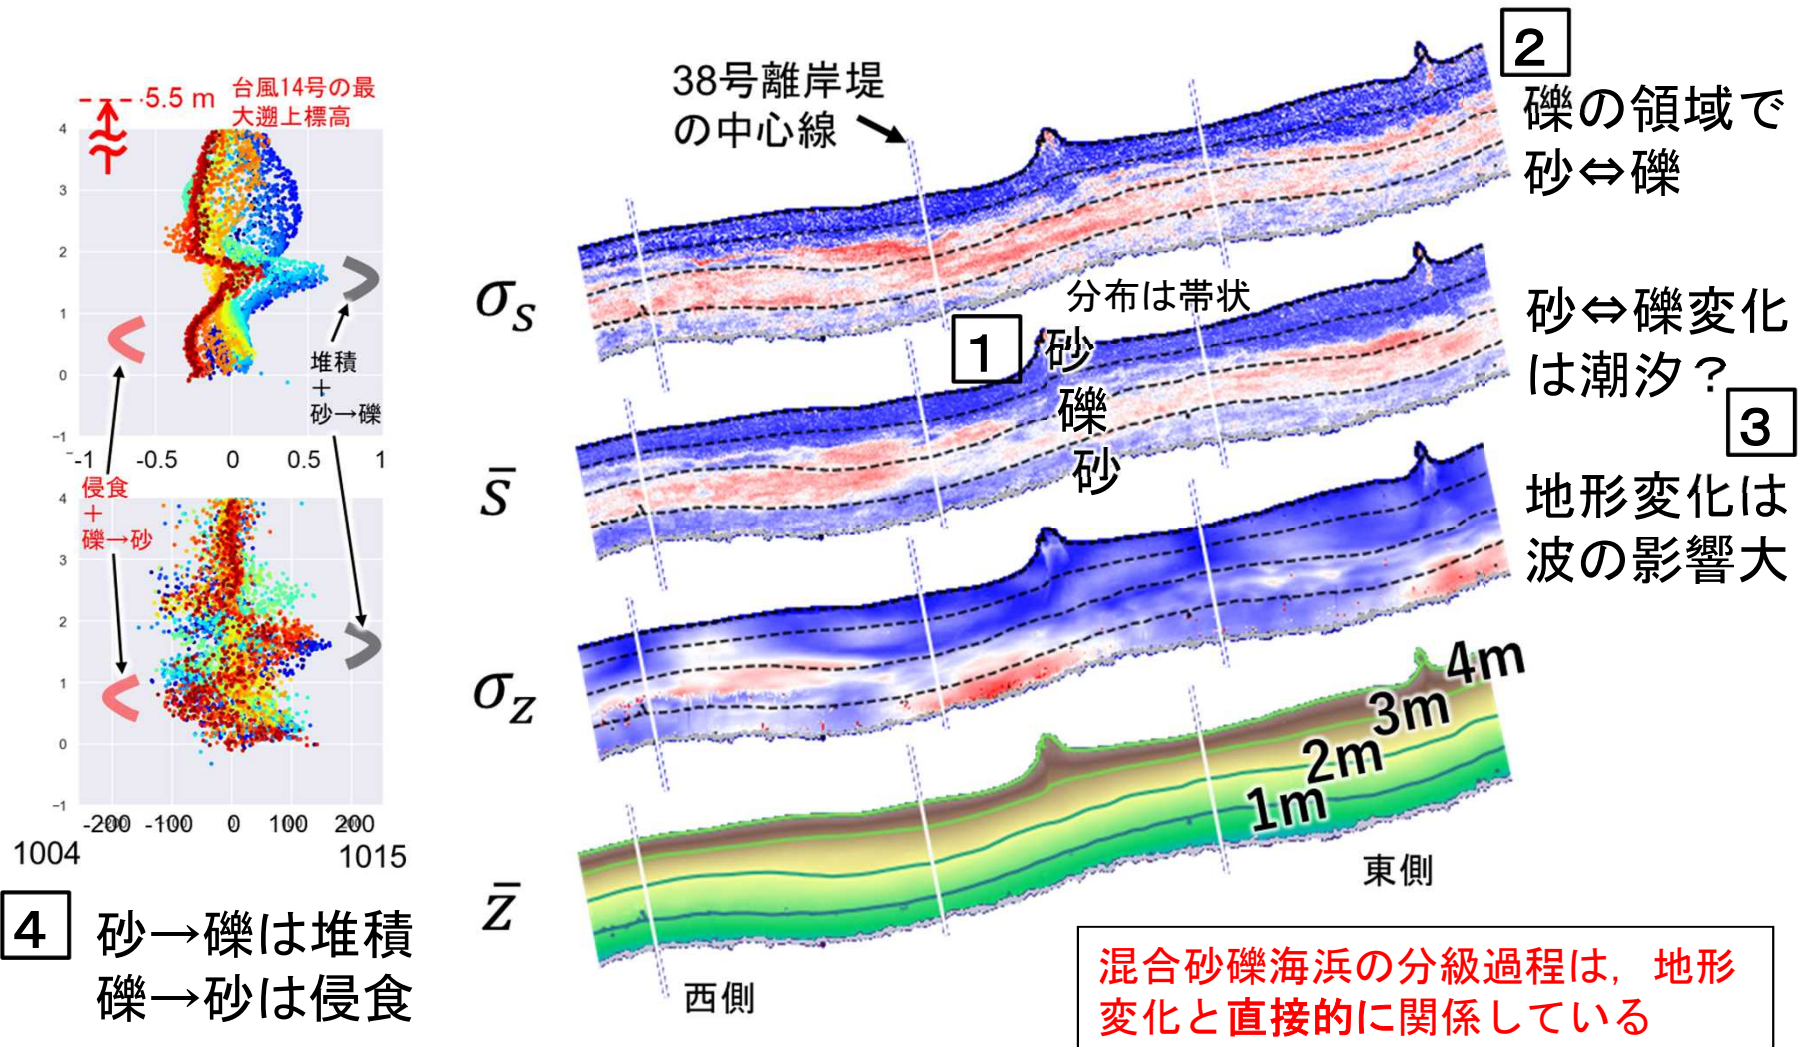 5.5 m
台風14号の最
大遡上標高
4
3
2
1
0
-1
-1
-0.5
0
0.5
1
堆積
+
砂→礫
侵食
+
礫→砂
4
3
2
1
0
-1
-200
-100
0
100
200
1004
1015
4
砂→礫は堆積
礫→砂は侵食
38号離岸堤
の中心線
σs
s̄
σz
z̄
分布は帯状
1
砂
礫
砂
4m
3m
2m
1m
西側
東側
2
礫の領域で
砂⇔礫
砂⇔礫変化
は潮汐？
3
地形変化は
波の影響大
混合砂礫海浜の分級過程は，地形
変化と直接的に関係している